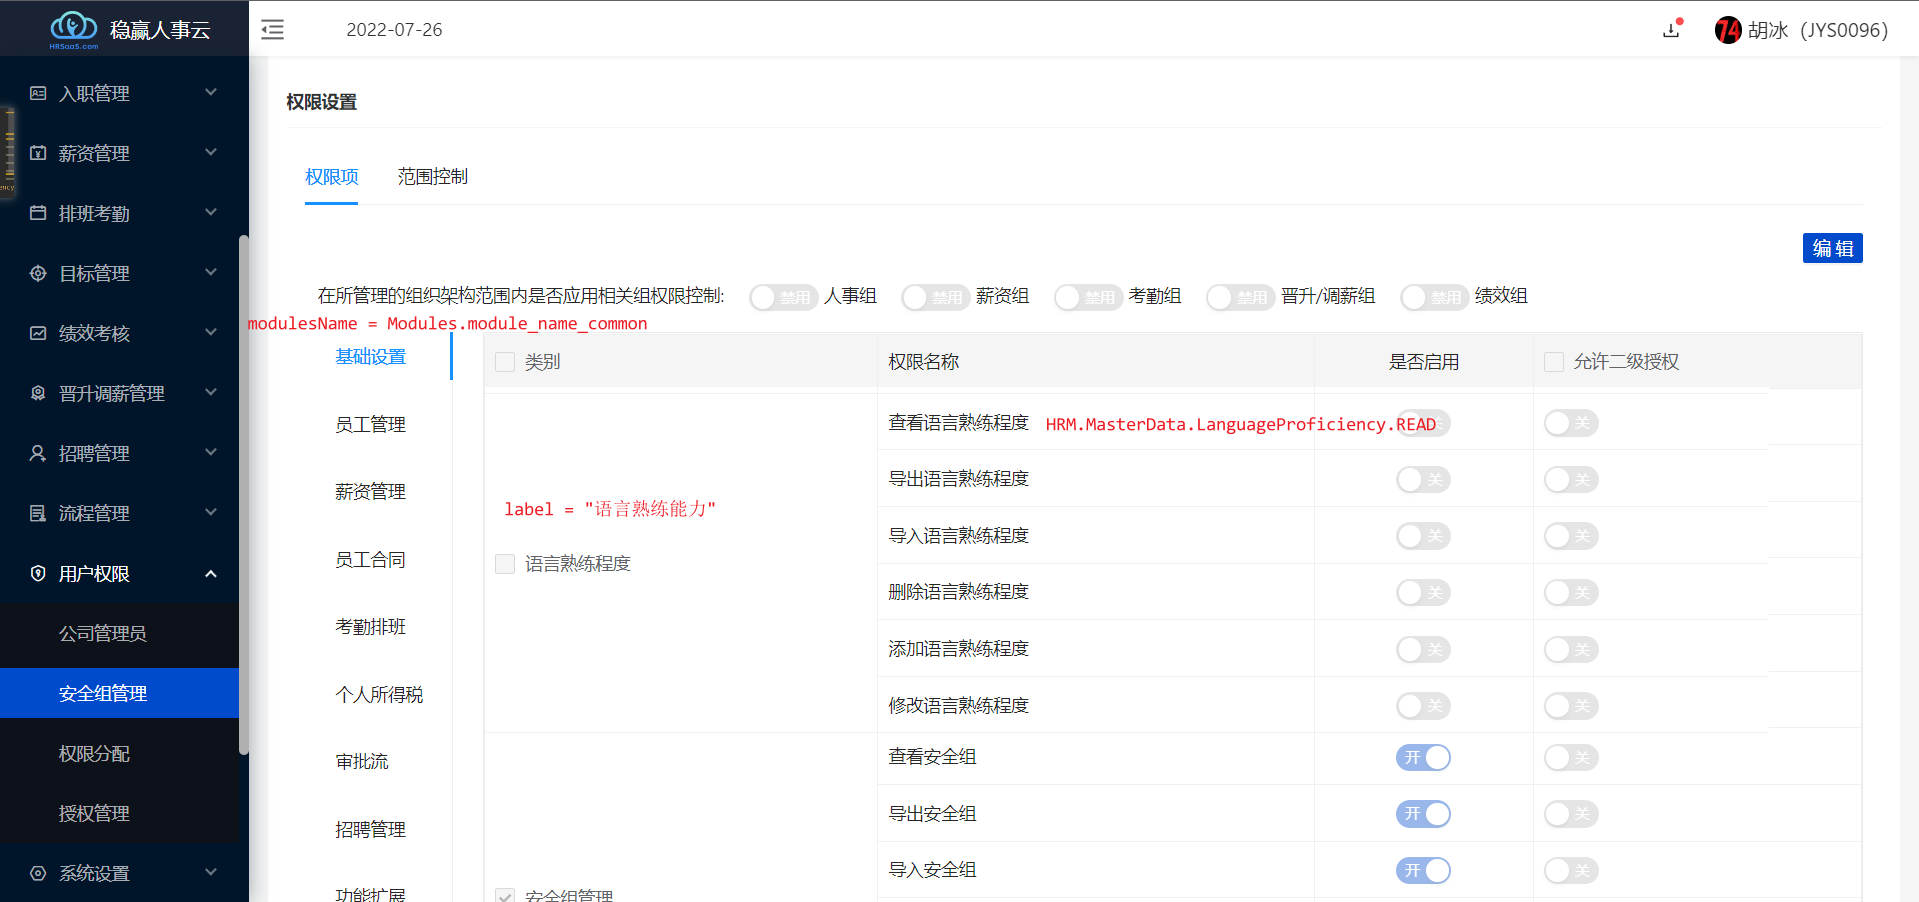 稳赢人事云
HRSaaS.com
2022-07-26
胡冰（JYS0096）
入职管理
薪资管理
排班考勤
目标管理
绩效考核
晋升调薪管理
招聘管理
流程管理
用户权限
公司管理员
安全组管理
权限分配
授权管理
系统设置
ency
权限设置
权限项 范围控制
编 辑
在所管理的组织架构范围内是否应用相关组权限控制: 禁用 人事组 禁用 薪资组 禁用 考勤组 禁用 晋升/调薪组 禁用 绩效组
modulesName = Modules.module_name_common
基础设置
员工管理
薪资管理
员工合同
考勤排班
个人所得税
审批流
招聘管理
功能扩展
类别 权限名称 是否启用 允许二级授权
label = "语言熟练能力"
语言熟练程度
查看语言熟练程度 HRM.MasterData.LanguageProficiency.READ 关
导出语言熟练程度 关 关
导入语言熟练程度 关 关
删除语言熟练程度 关 关
添加语言熟练程度 关 关
修改语言熟练程度 关 关
查看安全组 开 关
导出安全组 开 关
导入安全组 开 关
安全组管理